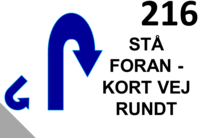 216
STÅ
FORAN -
KORT VEJ
RUNDT